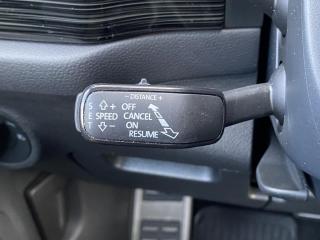 - DISTANCE +
S ⇧+ OFF
E SPEED CANCEL
T ⇩- ON
RESUME